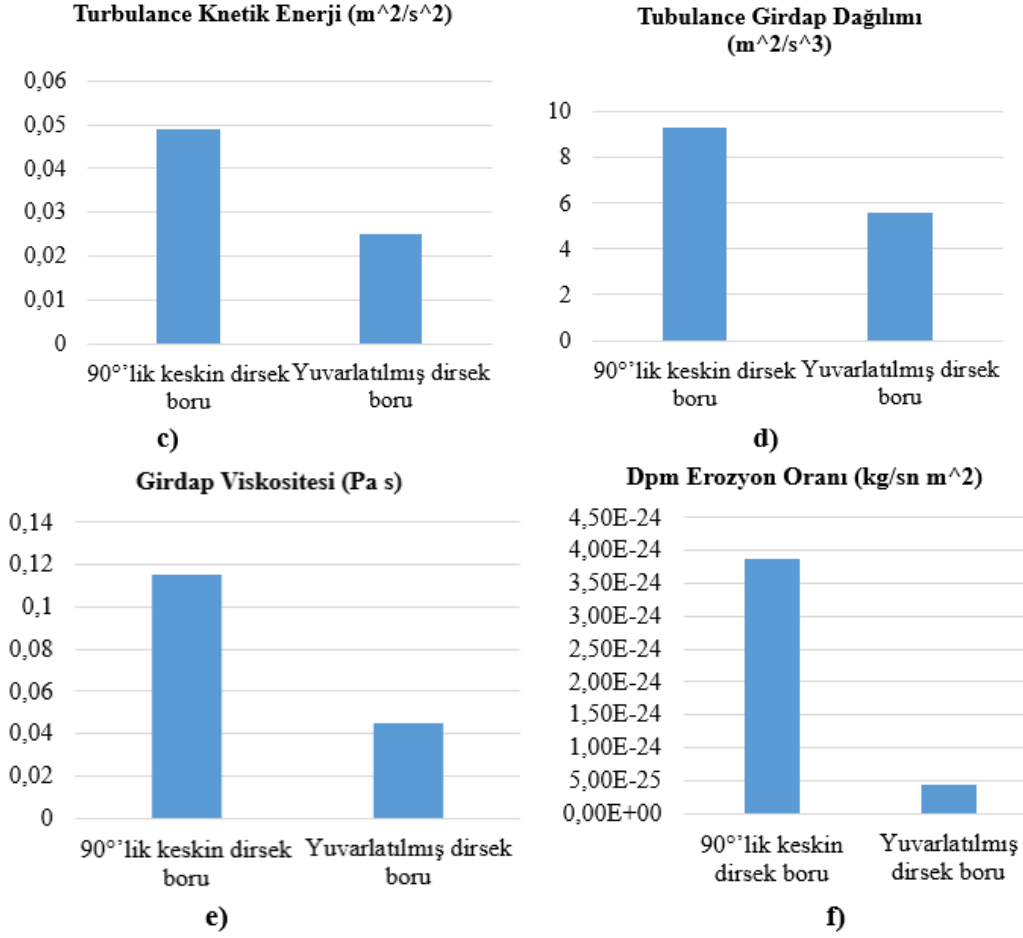 Turbulance Knetik Enerji (m^2/s^2)
0,06
0,05
0,04
0,03
0,02
0,01
0
90°'lik keskin dirsek boru
Yuvarlatılmış dirsek boru
c)
Tubulance Girdap Dağılımı
(m^2/s^3)
10
8
6
4
2
0
90°'lik keskin dirsek boru
Yuvarlatılmış dirsek boru
d)
Girdap Viskositesi (Pa s)
0,14
0,12
0,1
0,08
0,06
0,04
0,02
0
90°'lik keskin dirsek boru
Yuvarlatılmış dirsek boru
e)
Dpm Erozyon Oranı (kg/sn m^2)
4,50E-24
4,00E-24
3,50E-24
3,00E-24
2,50E-24
2,00E-24
1,50E-24
1,00E-24
5,00E-25
0,00E+00
90°'lik keskin
dirsek boru
Yuvarlatılmış
dirsek boru
f)